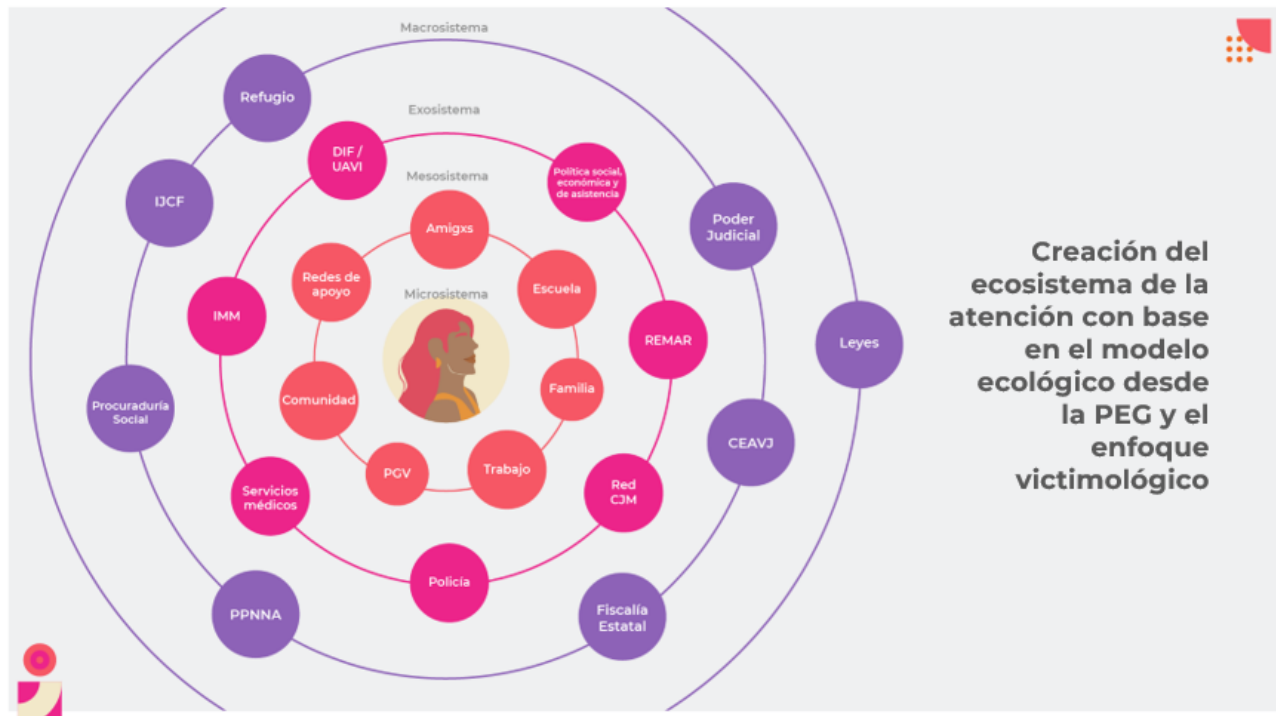 Macrosistema
Refugio
Exosistema
DIF /
UAVI
Política social,
económica y
de asistencia
Mesosistema
IJCF
Amigxs
Poder
Judicial
Redes de
apoyo
Escuela
Microsistema
IMM
REMAR
Leyes
Familia
Comunidad
Procuraduría
Social
CEAVJ
PGV
Trabajo
Servicios
médicos
Red
CJM
Policía
PPNNA
Fiscalía
Estatal
Creación del
ecosistema de la
atención con base
en el modelo
ecológico desde
la PEG y el
enfoque
victimológico